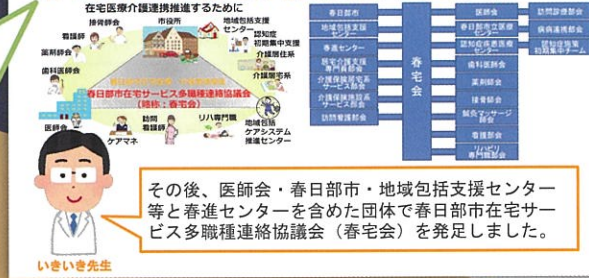 在宅医療介護連携推進するために
接骨師会
市役所
地域包括支援
センター
看護師
認知症
初期集中支援
薬剤師会
介護居住系
歯科医師会
介護居宅系
春日部市在宅サービス多職種連絡協議会
(略称:春宅会)
医師会
ケアマネ
訪問
看護師
リハ専門職
地域包括
ケアシステム
推進センター
春日部市
地域包括支援
センター
春進センター
居宅介護支援
専門員部会
介護保険居宅系
サービス部会
介護保険施設系
サービス部会
訪問看護部会
春宅会
医師会
春日部市立医療
センター
認知症疾患医療
センター
歯科医師会
薬剤師会
接骨師会
鍼灸マッサージ
師会
看護部会
リハビリ
専門職部会
訪問診療部会
病病連携部会
認知症施策
初期集中チーム
その後、医師会・春日部市・地域包括支援センター
等と春進センターを含めた団体で春日部市在宅サー
ビス多職種連絡協議会(春宅会)を発足しました。
いきいき先生